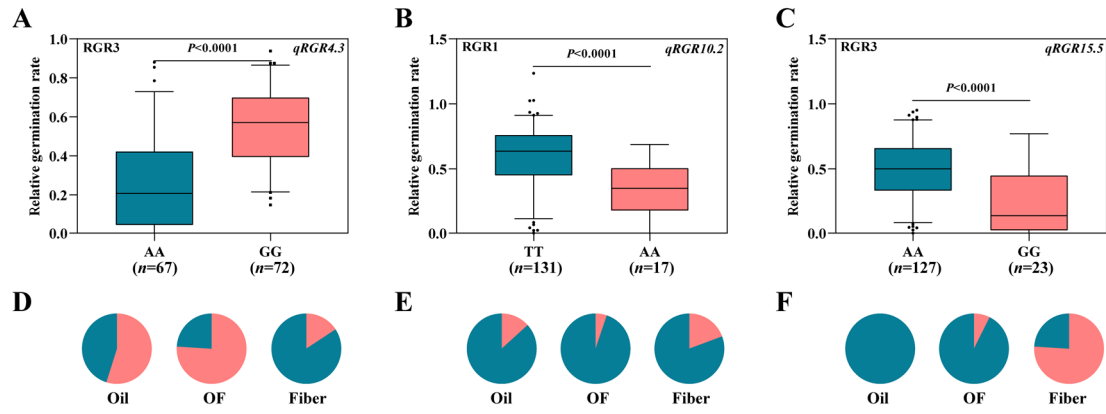 A
RGR3
P<0.0001
qRGR4.3
Relative germination rate
1.0
0.8
0.6
0.4
0.2
0.0
AA
GG
(n=67)
(n=72)
B
RGR1
P<0.0001
qRGR10.2
Relative germination rate
1.5
1.0
0.5
0.0
TT
AA
(n=131)
(n=17)
C
RGR3
P<0.0001
qRGR15.5
Relative germination rate
1.5
1.0
0.5
0.0
AA
GG
(n=127)
(n=23)
D
Oil
OF
Fiber
E
Oil
OF
Fiber
F
Oil
OF
Fiber